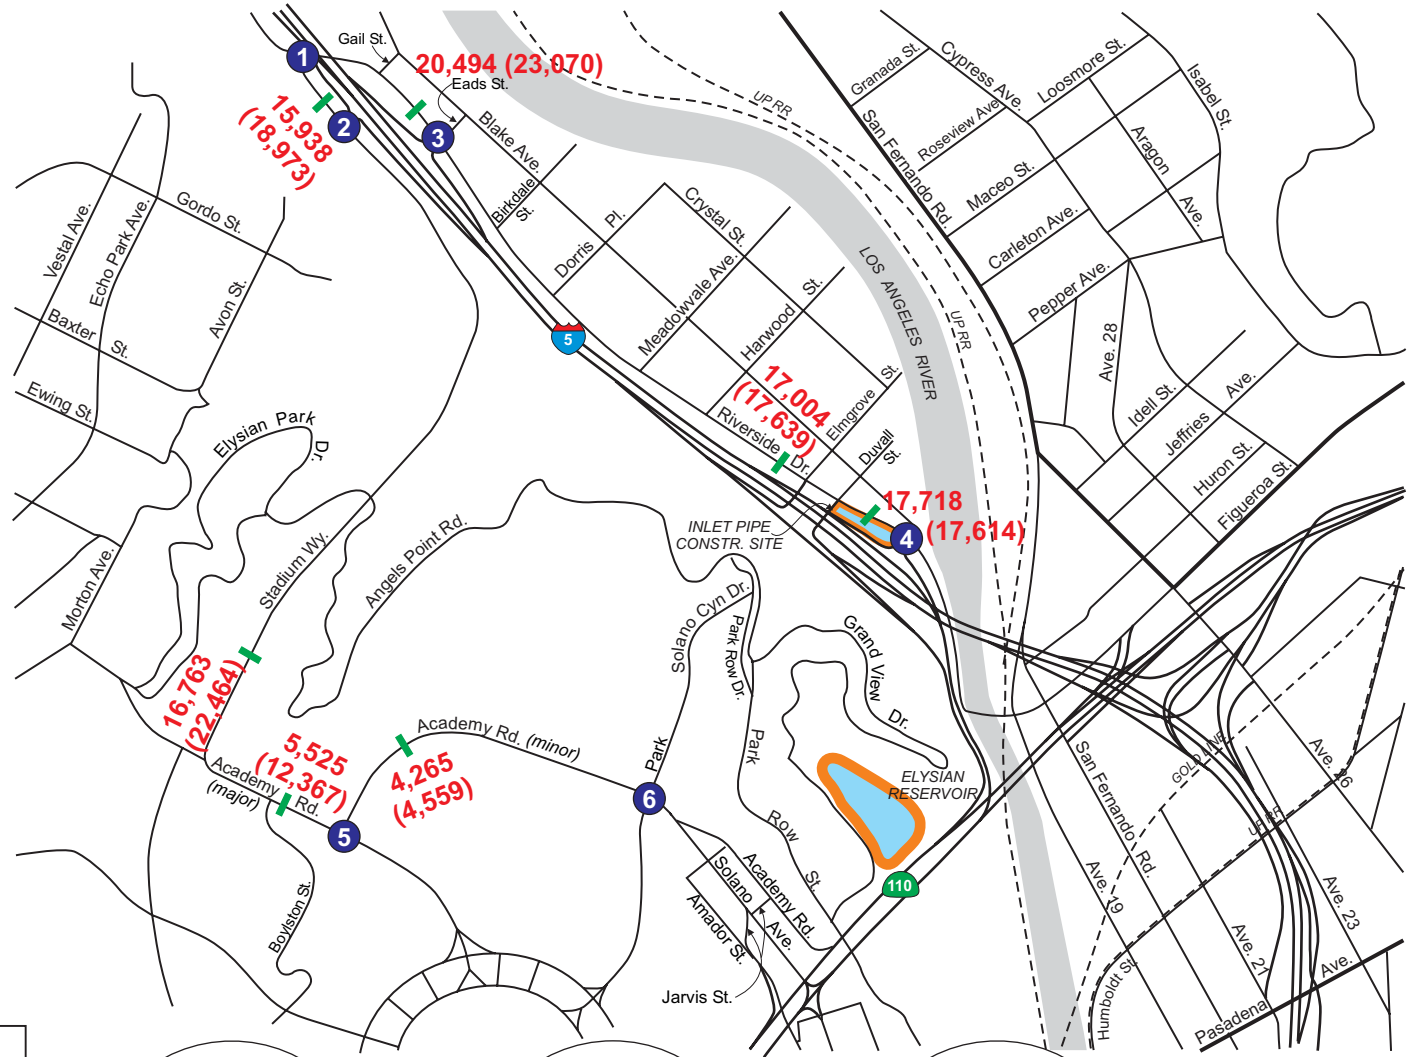 1
Gail St.
20,494 (23,070)
Eads St.
15,938
(18,973)
2
3
Blake Ave.
Birkdale
St.
UP RR
Granada St.
Cypress Ave.
Loosmore St.
Isabel St.
San Fernando Rd.
Roseview Ave.
Aragon
Ave.
Maceo St.
Carleton Ave.
Pepper Ave.
Vestal Ave.
Echo Park Ave.
Gordo St.
Avon St.
Baxter
St.
Ewing St.
Dorris
Pl.
Crystal St.
Meadowvale Ave.
Harwood
St.
LOS ANGELES RIVER
UP RR
5
Ave. 28
Idell St.
Jeffries
Ave.
Huron St.
Figueroa St.
17,004
(17,639)
Riverside
Dr.
Elmgrove
St.
Duvall
St.
Elysian Park
Dr.
INLET PIPE
CONSTR. SITE
17,718
(17,614)
4
Morton Ave.
Stadium Wy.
Angels Point Rd.
Solano Cyn Dr.
Park Row Dr.
Grand View
Dr.
16,763
(22,464)
5,525
(12,367)
Academy Rd.
(major)
4,265
(4,559)
Academy Rd. (minor)
5
6
Park
Park
Row
St.
ELYSIAN
RESERVOIR
110
San Fernando
Rd.
GOLD LINE
UP RR
Ave. 26
Ave. 19
Ave. 21
Ave. 23
Boylston St.
Academy Rd.
Solano
Ave.
Amador St.
Jarvis St.
Humboldt St.
Pasadena
Ave.